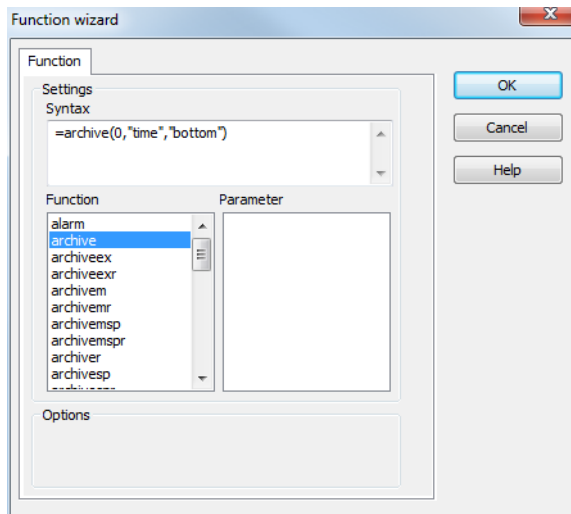 Function wizard
Function
Settings
Syntax
=archive(0,"time","bottom")
Function
Parameter
alarm
archive
archiveex
archiveexr
archivem
archivemr
archivemsp
archivemspr
archiver
archivesp
Options
OK
Cancel
Help